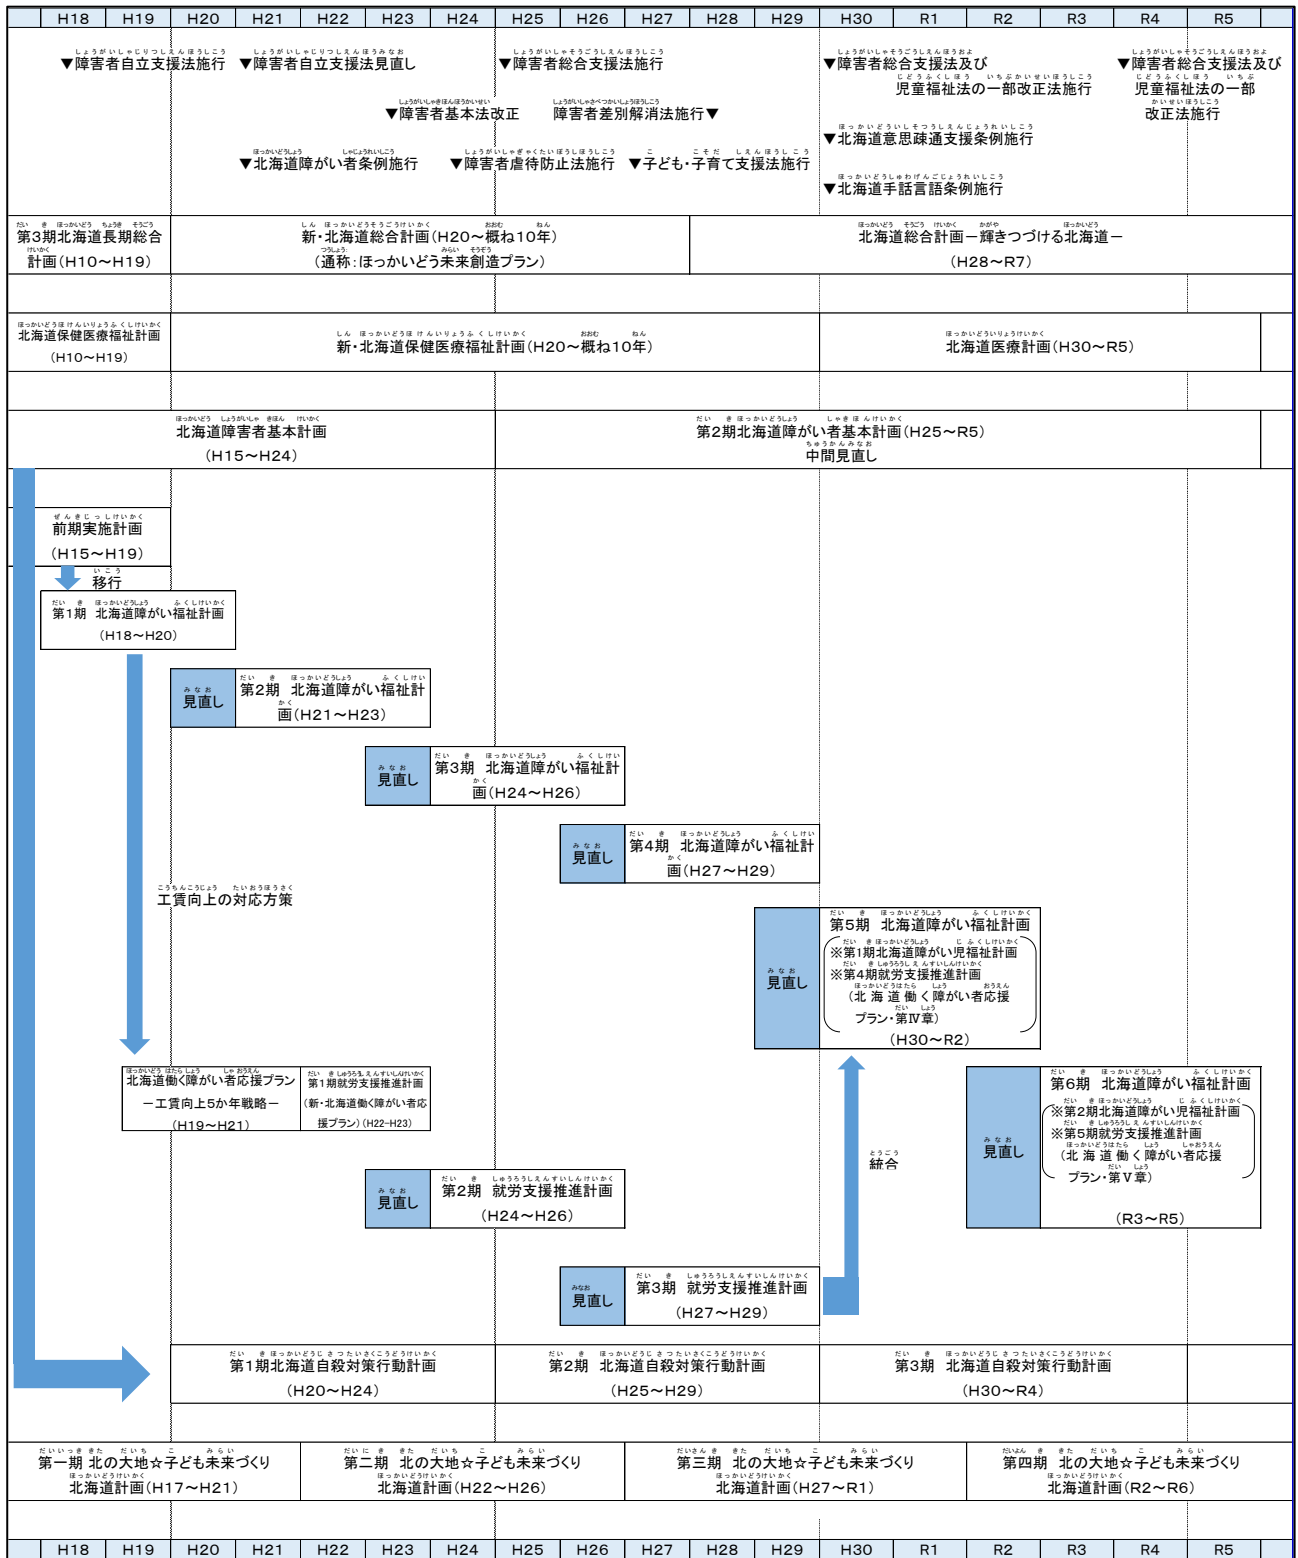 H18 H19 H20 H21 H22 H23 H24 H25 H26 H27 H28 H29 H30 R1 R2 R3 R4 R5
▼障害者自立支援法施行
▼障害者自立支援法見直し
▼障害者総合支援法施行
▼障害者総合支援法及び
児童福祉法の一部改正法施行
▼障害者総合支援法及び
児童福祉法の一部
改正法施行
▼障害者基本法改正
障害者差別解消法施行▼
▼北海道意思疎通支援条例施行
▼北海道障がい者条例施行
▼障害者虐待防止法施行
▼子ども・子育て支援法施行
▼北海道手話言語条例施行
第3期北海道長期総合
計画(H10~H19)
新・北海道総合計画(H20~概ね10年)
(通称:ほっかいどう未来創造プラン)
北海道総合計画-輝きつづける北海道-
(H28~R7)
北海道保健医療福祉計画
(H10~H19)
新・北海道保健医療福祉計画(H20~概ね10年)
北海道医療計画(H30~R5)
北海道障害者基本計画
(H15~H24)
第2期北海道障がい者基本計画(H25~R5)
中間見直し
前期実施計画
(H15~H19)
移行
第1期 北海道障がい福祉計画
(H18~H20)
見直し
第2期 北海道障がい福祉計
画(H21~H23)
見直し
第3期 北海道障がい福祉計
画(H24~H26)
見直し
第4期 北海道障がい福祉計
画(H27~H29)
工賃向上の対応方策
見直し
第5期 北海道障がい福祉計画
※第1期北海道障がい児福祉計画
※第4期就労支援推進計画
(北海道働く障がい者応援
プラン・第Ⅳ章)
(H30~R2)
北海道働く障がい者応援プラン
-工賃向上5か年戦略-
(H19~H21)
第1期就労支援推進計画
(新・北海道働く障がい者応
援プラン)(H22-H23)
統合
見直し
第6期 北海道障がい福祉計画
※第2期北海道障がい児福祉計画
※第5期就労支援推進計画
(北海道働く障がい者応援
プラン・第Ⅴ章)
(R3~R5)
見直し
第2期 就労支援推進計画
(H24~H26)
見直し
第3期 就労支援推進計画
(H27~H29)
第1期北海道自殺対策行動計画
(H20~H24)
第2期 北海道自殺対策行動計画
(H25~H29)
第3期 北海道自殺対策行動計画
(H30~R4)
第一期 北の大地☆子ども未来づくり
北海道計画(H17~H21)
第二期 北の大地☆子ども未来づくり
北海道計画(H22~H26)
第三期 北の大地☆子ども未来づくり
北海道計画(H27~R1)
第四期 北の大地☆子ども未来づくり
北海道計画(R2~R6)
H18 H19 H20 H21 H22 H23 H24 H25 H26 H27 H28 H29 H30 R1 R2 R3 R4 R5